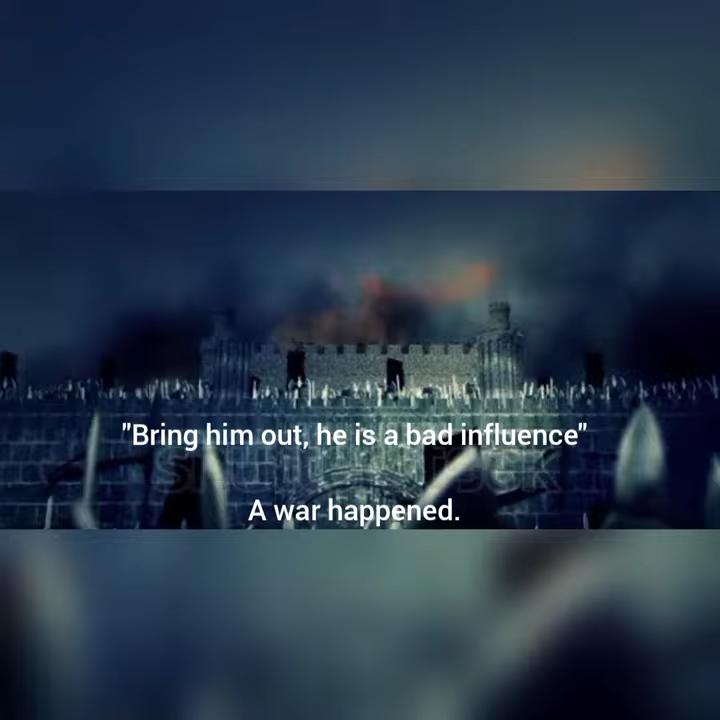 "Bring him out, he is a bad influence"
A war happened.